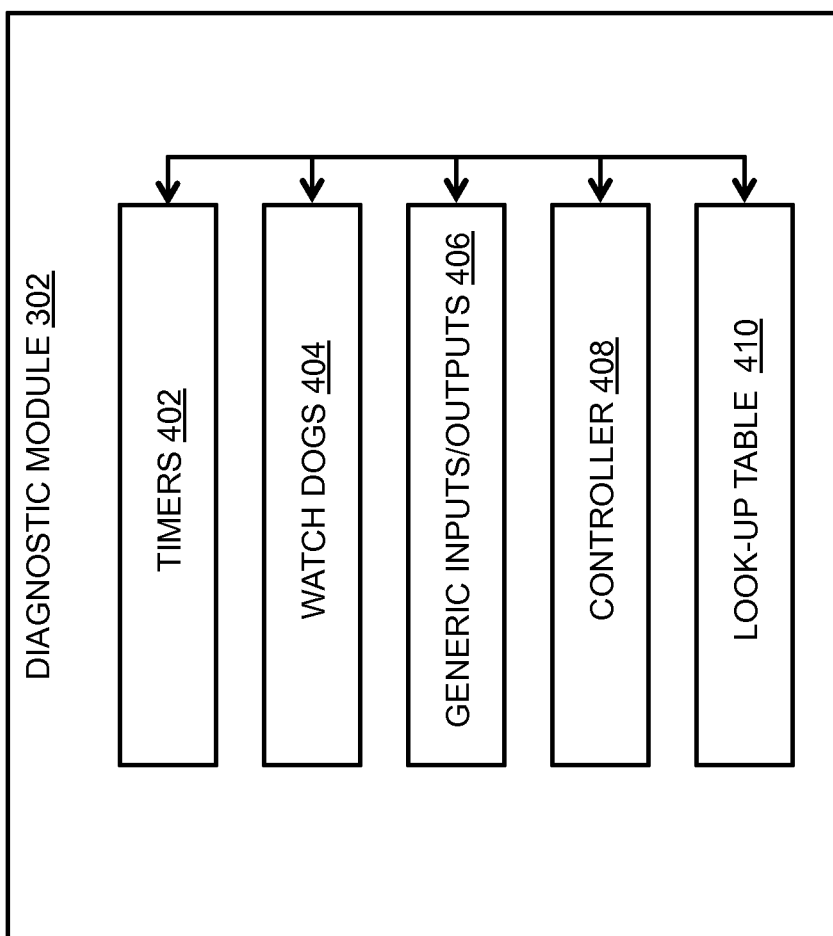 DIAGNOSTIC MODULE 302
TIMERS 402
WATCH DOGS 404
GENERIC INPUTS/OUTPUTS 406
CONTROLLER 408
LOOK-UP TABLE 410